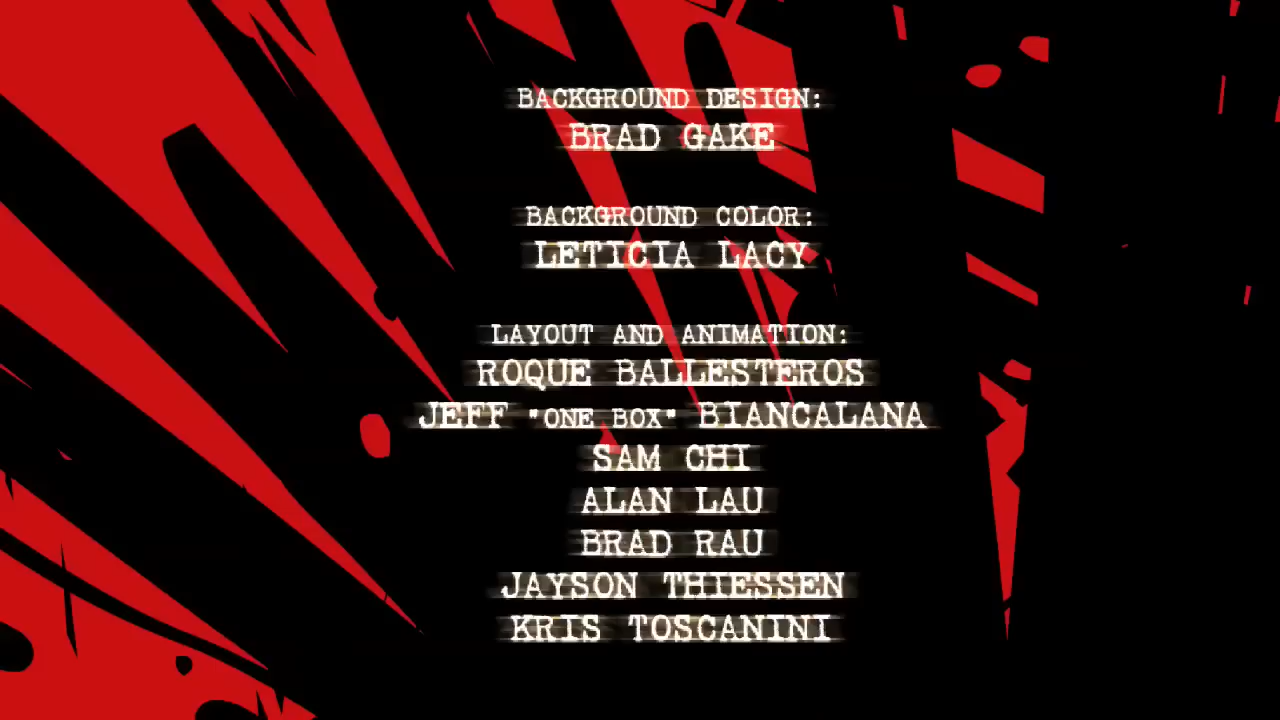 BACKGROUND DESIGN:
BRAD GAKE
BACKGROUND COLOR:
LETICIA LACY
LAYOUT AND ANIMATION:
ROQUE BALLESTEROS
JEFF "ONE BOX" BIANCALANA
SAM CHI
ALAN LAU
BRAD RAU
JAYSON THIESSEN
KRIS TOSCANINI